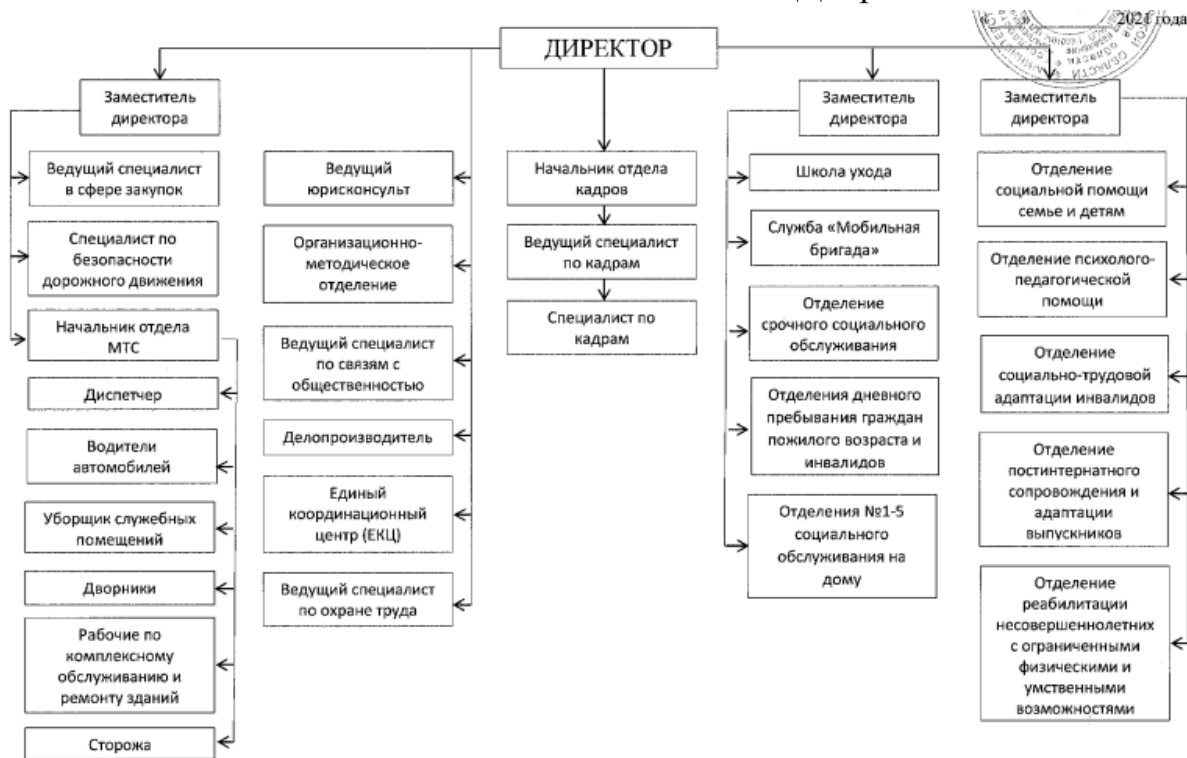 2021 года
ДИРЕКТОР
Заместитель
директора
Ведущий специалист
в сфере закупок
Специалист по
безопасности
дорожного движения
Начальник отдела
МТС
Диспетчер
Водители
автомобилей
Уборщик служебных
помещений
Дворники
Рабочие по
комплексному
обслуживанию и
ремонту зданий
Сторожа
Ведущий
юрисконсульт
Организационно-
методическое
отделение
Ведущий специалист
по связям с
общественностью
Делопроизводитель
Единый
координационный
центр (ЕКЦ)
Ведущий специалист
по охране труда
Начальник отдела
кадров
Ведущий специалист
по кадрам
Специалист по
кадрам
Заместитель
директора
Школа ухода
Служба «Мобильная
бригада»
Отделение
срочного социального
обслуживания
Отделения дневного
пребывания граждан
пожилого возраста и
инвалидов
Отделения №1-5
социального
обслуживания на
дому
Заместитель
директора
Отделение
социальной помощи
семье и детям
Отделение психолого-
педагогической
помощи
Отделение
социально-трудовой
адаптации инвалидов
Отделение
постинтернатного
сопровождения и
адаптации
выпускников
Отделение
реабилитации
несовершеннолетних
с ограниченными
физическими и
умственными
возможностями